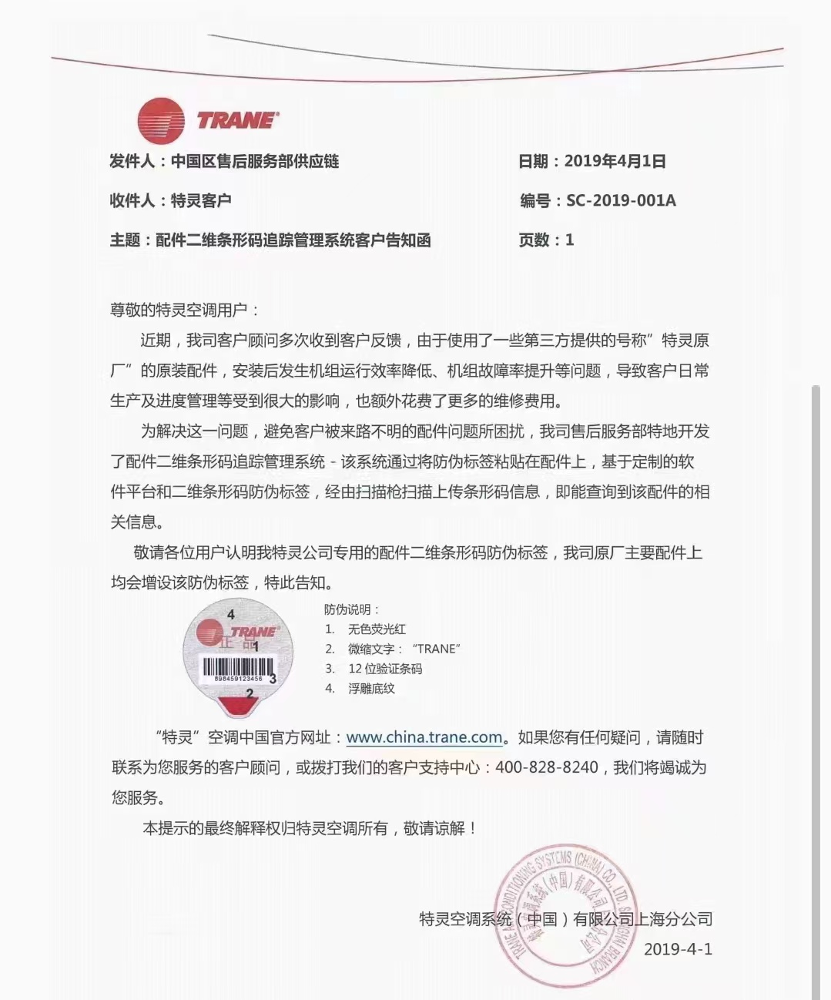 TRANE®
发件人：中国区售后服务部供应链
日期：2019年4月1日
收件人：特灵客户
编号：SC-2019-001A
主题：配件二维条形码追踪管理系统客户告知函
页数：1
尊敬的特灵空调用户：
近期，我司客户顾问多次收到客户反馈，由于使用了一些第三方提供的号称”特灵原
厂”的原装配件，安装后发生机组运行效率降低、机组故障率提升等问题，导致客户日常
生产及进度管理等受到很大的影响，也额外花费了更多的维修费用。
为解决这一问题，避免客户被来路不明的配件问题所困扰，我司售后服务部特地开发
了配件二维条形码追踪管理系统－该系统通过将防伪标签粘贴在配件上，基于定制的软
件平台和二维条形码防伪标签，经由扫描枪扫描上传条形码信息，即能查询到该配件的相
关信息。
敬请各位用户认明我特灵公司专用的配件二维条形码防伪标签，我司原厂主要配件上
均会增设该防伪标签，特此告知。
4
TRANE
正品
1
898459123456
3
2
防伪说明：
1. 无色荧光红
2. 微缩文字：“TRANE”
3. 12位验证条码
4. 浮雕底纹
“特灵”空调中国官方网址：www.china.trane.com。如果您有任何疑问，请随时
联系为您服务的客户顾问，或拨打我们的客户支持中心：400-828-8240，我们将竭诚为
您服务。
本提示的最终解释权归特灵空调所有，敬请谅解！
TRANE AIR CONDITIONING SYSTEMS (CHINA) CO., LTD. SHANGHAI BRANCH
特灵空调系统(中国)有限公司上海分公司
特灵空调系统（中国）有限公司上海分公司
2019-4-1